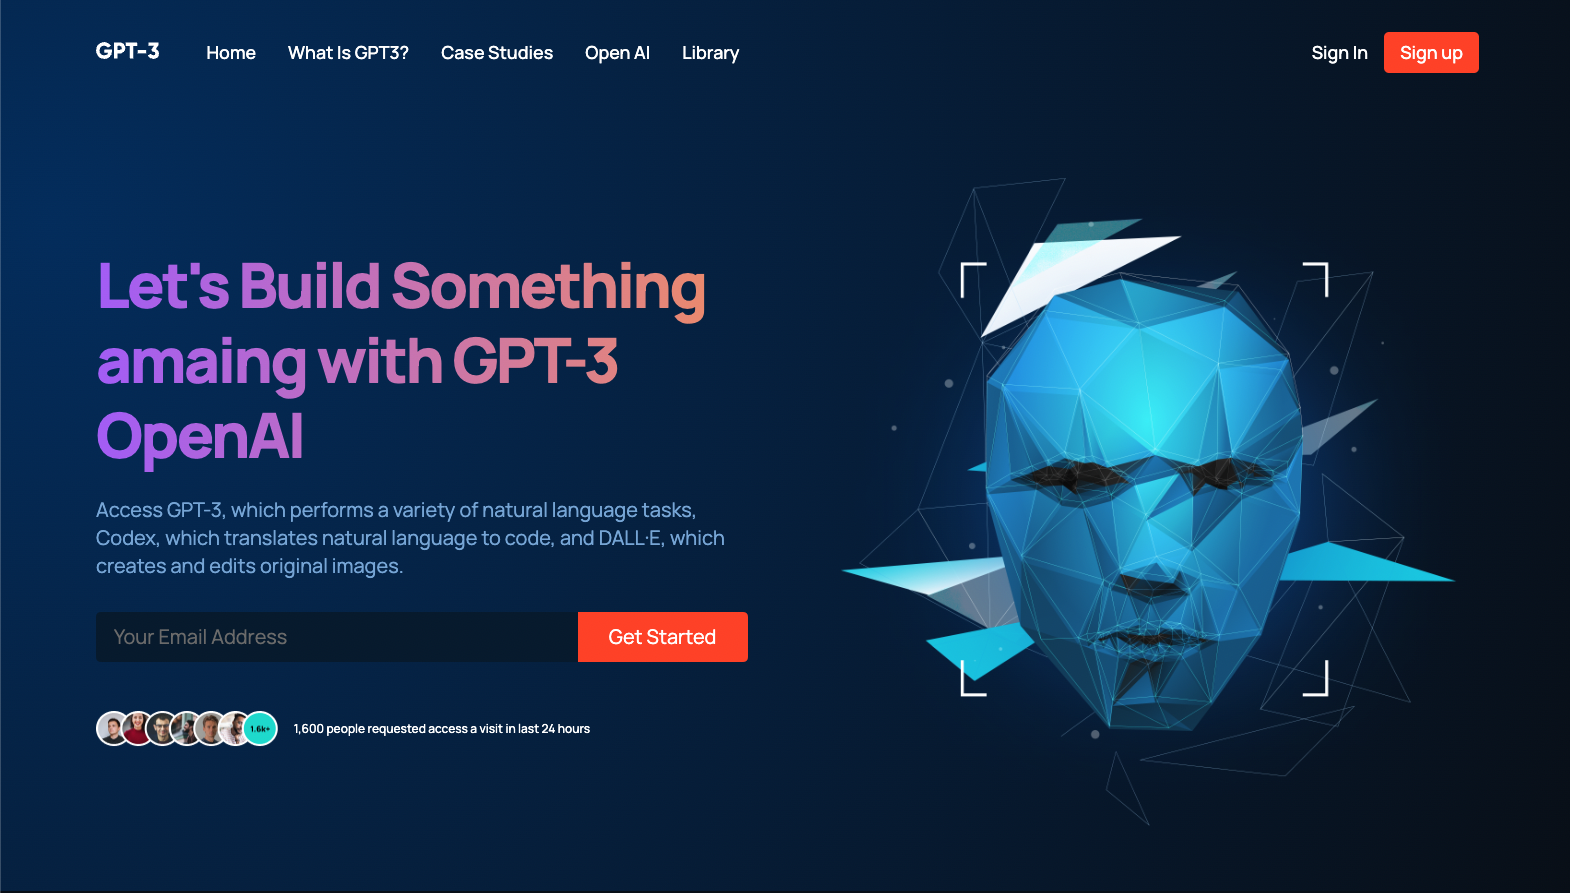 GPT-3
Home
What Is GPT3?
Case Studies
Open AI
Library
Sign In
Sign up
Let's Build Something
amaing with GPT-3
OpenAI
Access GPT-3, which performs a variety of natural language tasks,
Codex, which translates natural language to code, and DALL·E, which
creates and edits original images.
Your Email Address
Get Started
1.6k+
1,600 people requested access a visit in last 24 hours